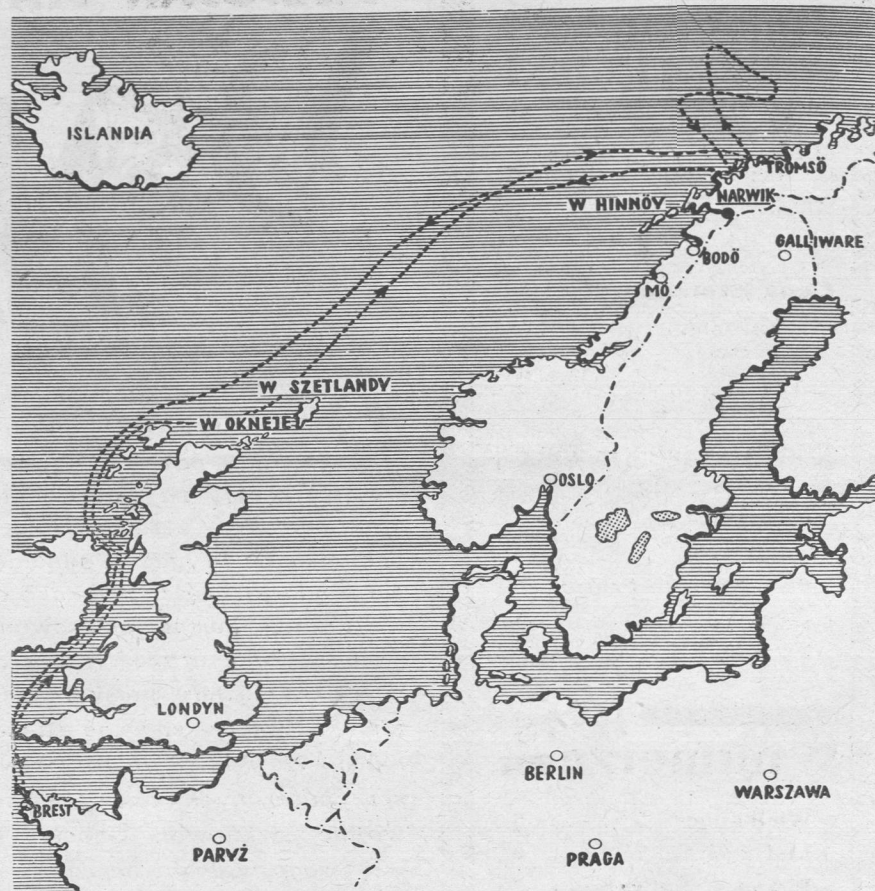 ISLANDIA
TROMSÖ
NARWIK
W HINNÖY
BODÖ
GALLIWARE
MO
W SZETLANDY
W OKNEJE
OSLO
LONDYN
BERLIN
WARSZAWA
BREST
PARYŻ
PRAGA